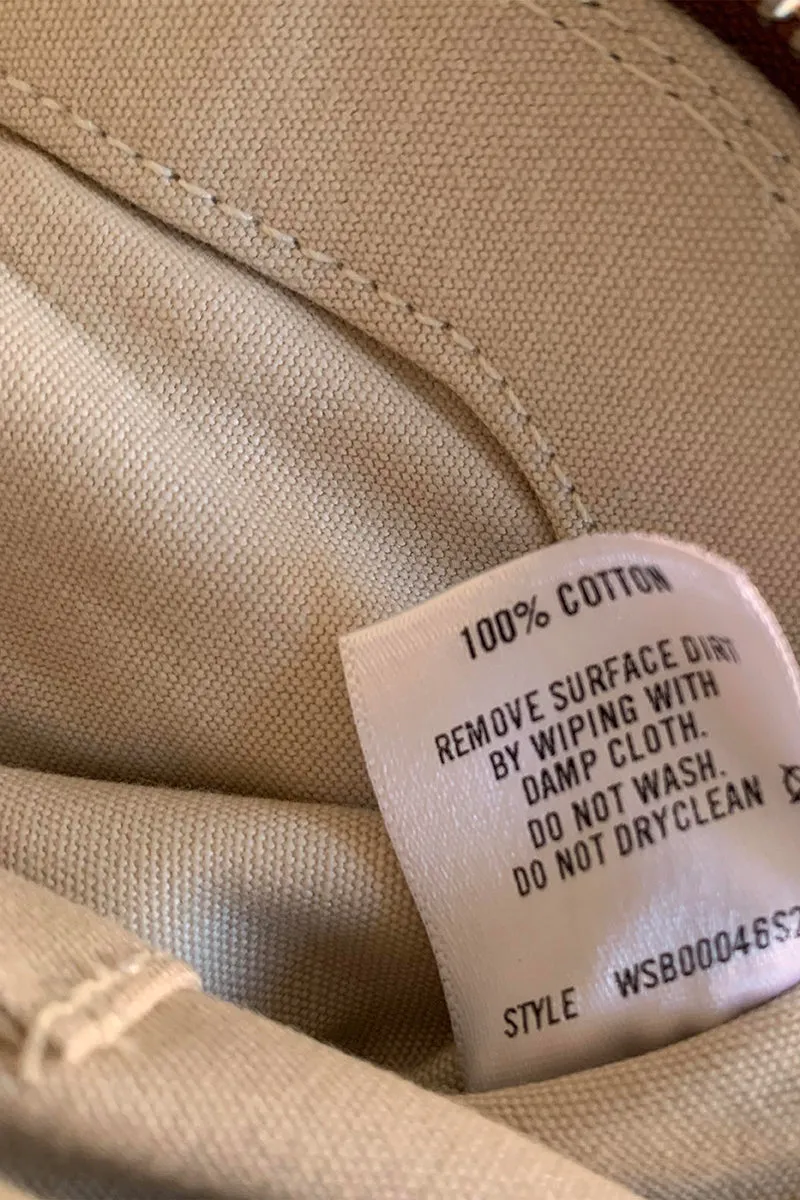 100% COTTON
REMOVE SURFACE DIRT
BY WIPING WITH
DAMP CLOTH.
DO NOT WASH.
DO NOT DRYCLEAN
STYLE WSB00046S2